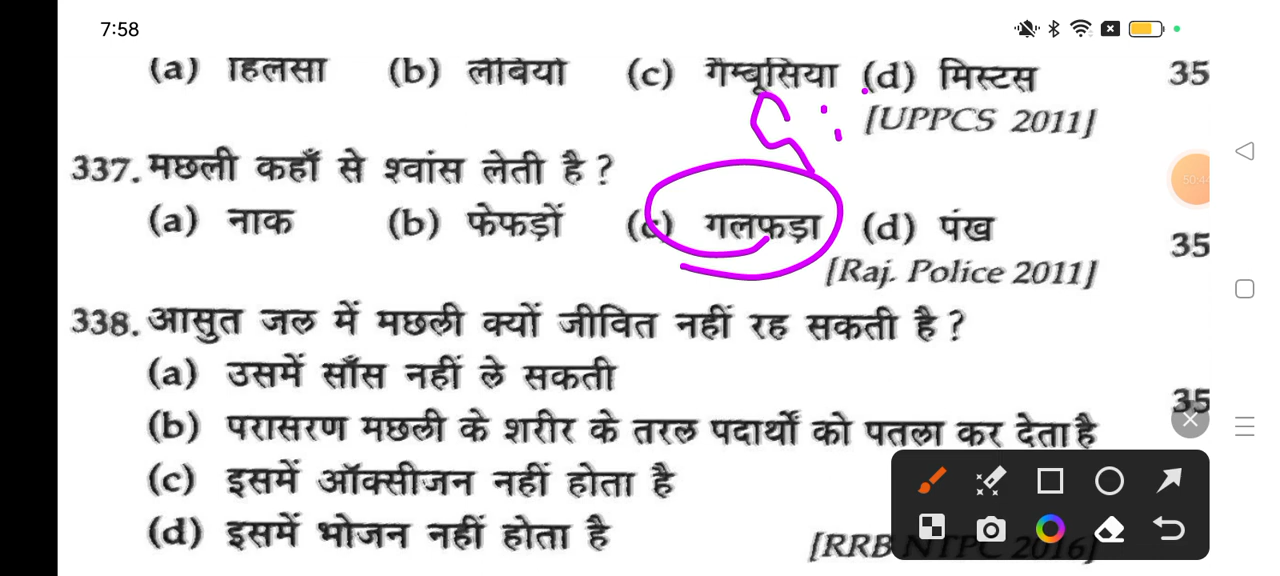 7:58
(a) हिलसा (b) लेबियो (c) गैम्बूसिया (d) मिस्टस 35
[UPPCS 2011]
337. मछली कहाँ से श्वांस लेती है ?
(a) नाक (b) फेफड़ों (c) गलफड़ा (d) पंख
35
[Raj. Police 2011]
338. आसुत जल में मछली क्यों जीवित नहीं रह सकती है ?
(a) उसमें साँस नहीं ले सकती
35
(b) परासरण मछली के शरीर के तरल पदार्थों को पतला कर देता है
(c) इसमें ऑक्सीजन नहीं होता है
(d) इसमें भोजन नहीं होता है
[RRB NTPC 2016]